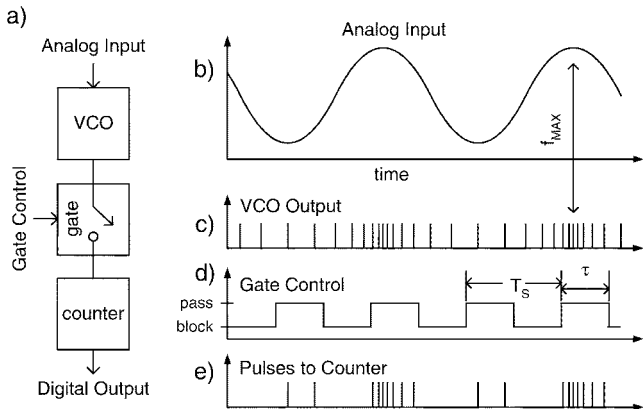 a)
Analog Input
VCO
Gate Control
gate
counter
Digital Output
b)
Analog Input
f_MAX
time
c)
VCO Output
d)
Gate Control
T_S
τ
pass
block
e)
Pulses to Counter